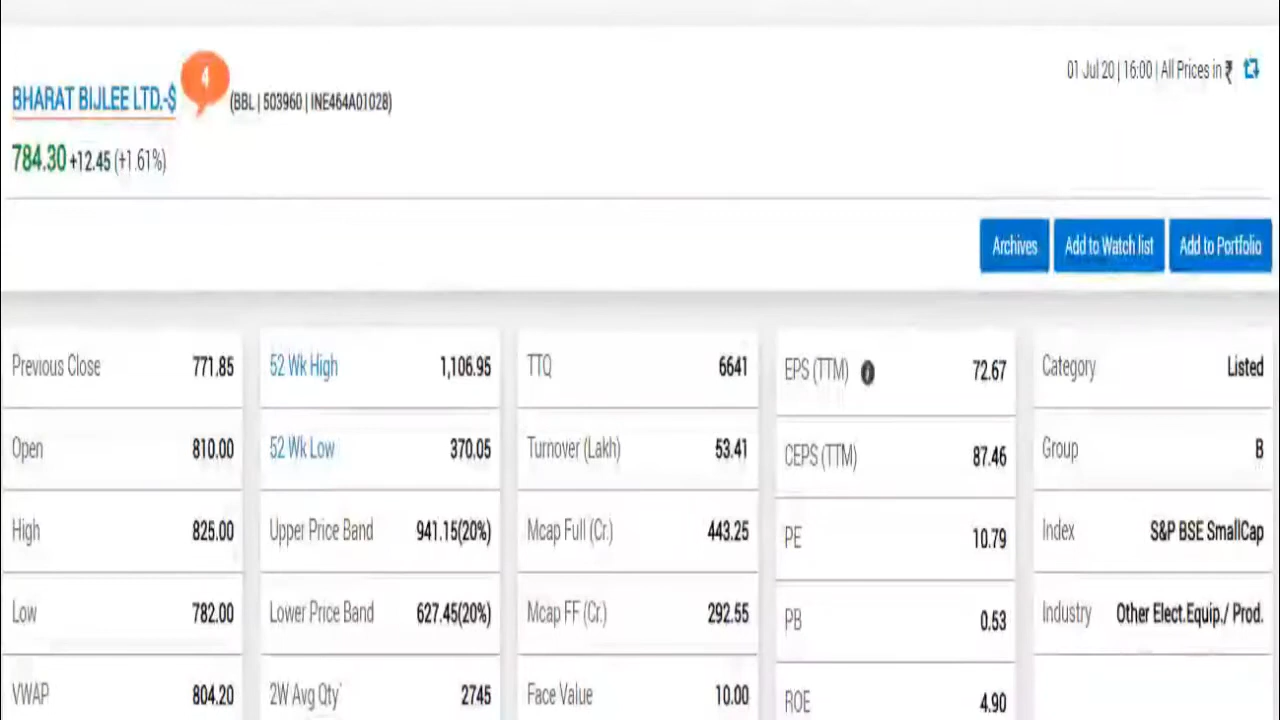 4
01 Jul 20 | 16:00 | All Prices in ₹
BHARAT BIJLEE LTD.-$ (BBL | 503960 | INE464A01028)
784.30 +12.45 (+1.61%)
Archives Add to Watch list Add to Portfolio
Previous Close 771.85
Open 810.00
High 825.00
Low 782.00
VWAP 804.20
52 Wk High 1,106.95
52 Wk Low 370.05
Upper Price Band 941.15(20%)
Lower Price Band 627.45(20%)
2W Avg Qty 2745
TTQ 6641
Turnover (Lakh) 53.41
Mcap Full (Cr.) 443.25
Mcap FF (Cr.) 292.55
Face Value 10.00
EPS (TTM) i 72.67
CEPS (TTM) 87.46
PE 10.79
PB 0.53
ROE 4.90
Category Listed
Group B
Index S&P BSE SmallCap
Industry Other Elect.Equip./ Prod.